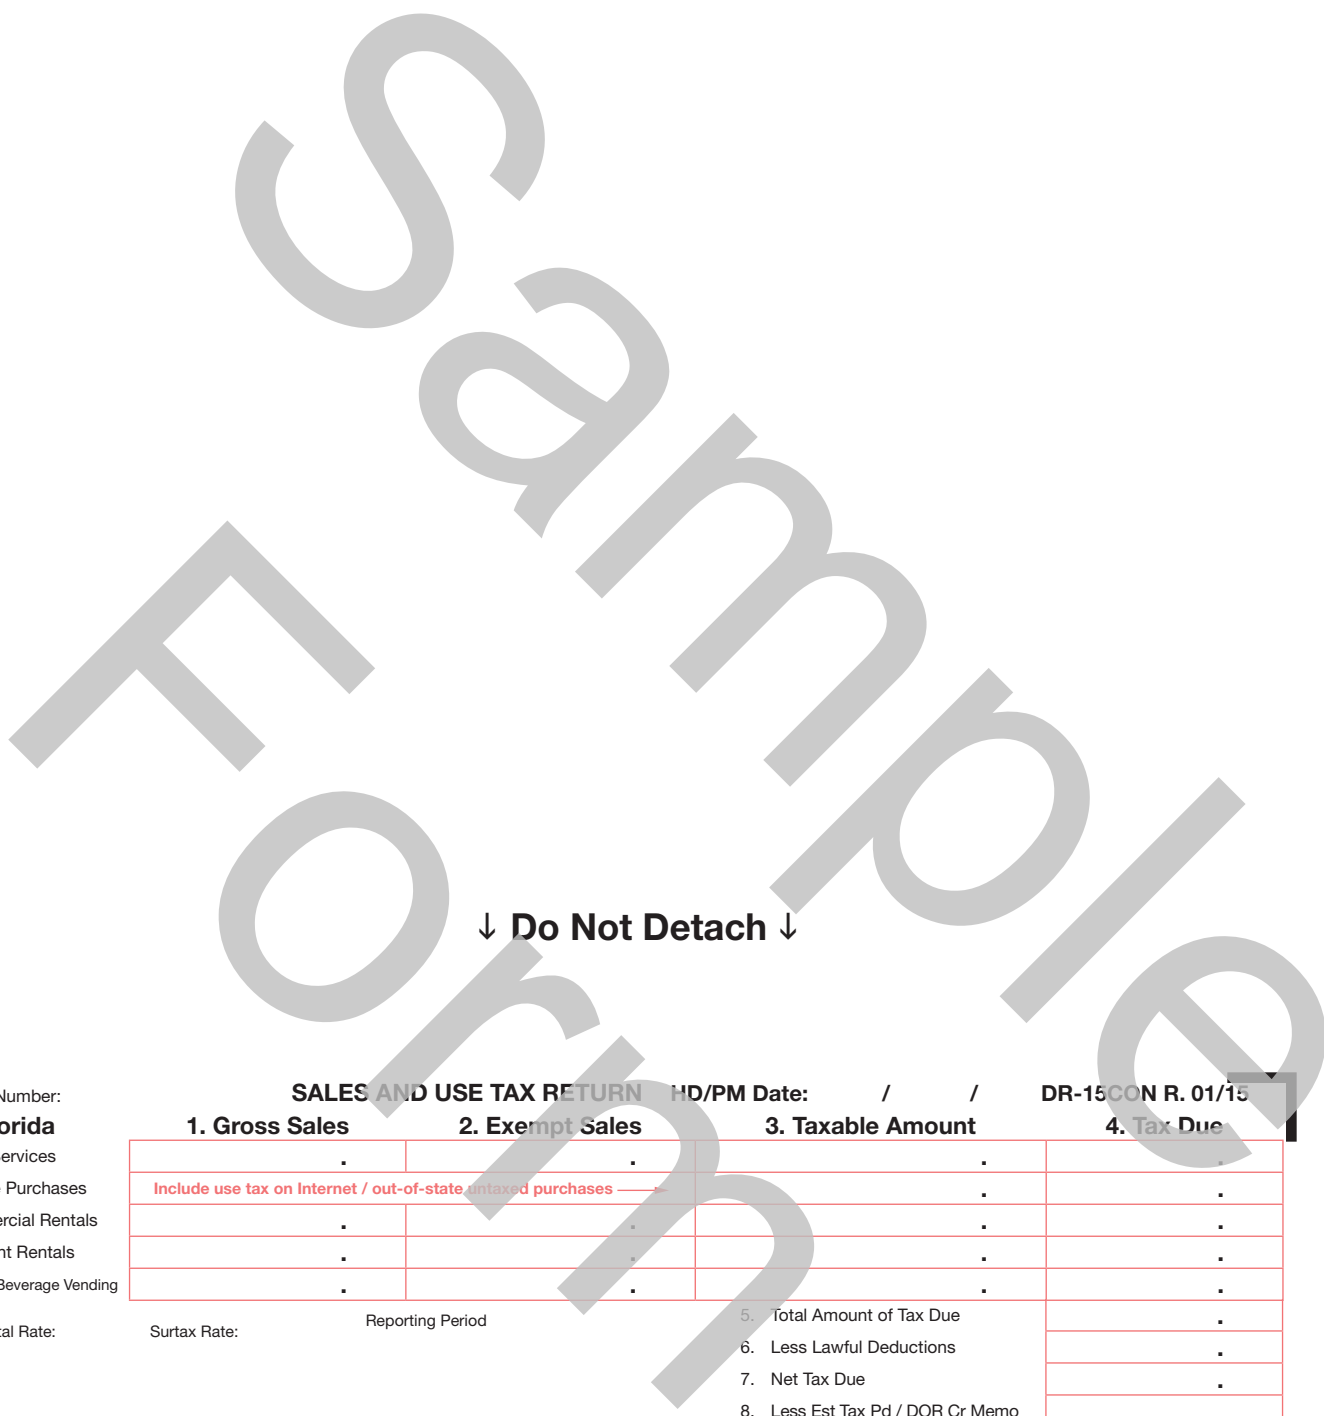 Sample
Form
↓ Do Not Detach ↓
Number: SALES AND USE TAX RETURN HD/PM Date: / / DR-15CON R. 01/15
orida 1. Gross Sales 2. Exempt Sales 3. Taxable Amount 4. Tax Due
ervices . . . .
Purchases Include use tax on Internet / out-of-state untaxed purchases . .
ercial Rentals . . . .
nt Rentals . . . .
Beverage Vending . . . .
5. Total Amount of Tax Due .
tal Rate: Surtax Rate: Reporting Period
6. Less Lawful Deductions .
7. Net Tax Due .
8. Less Est Tax Pd / DOR Cr Memo